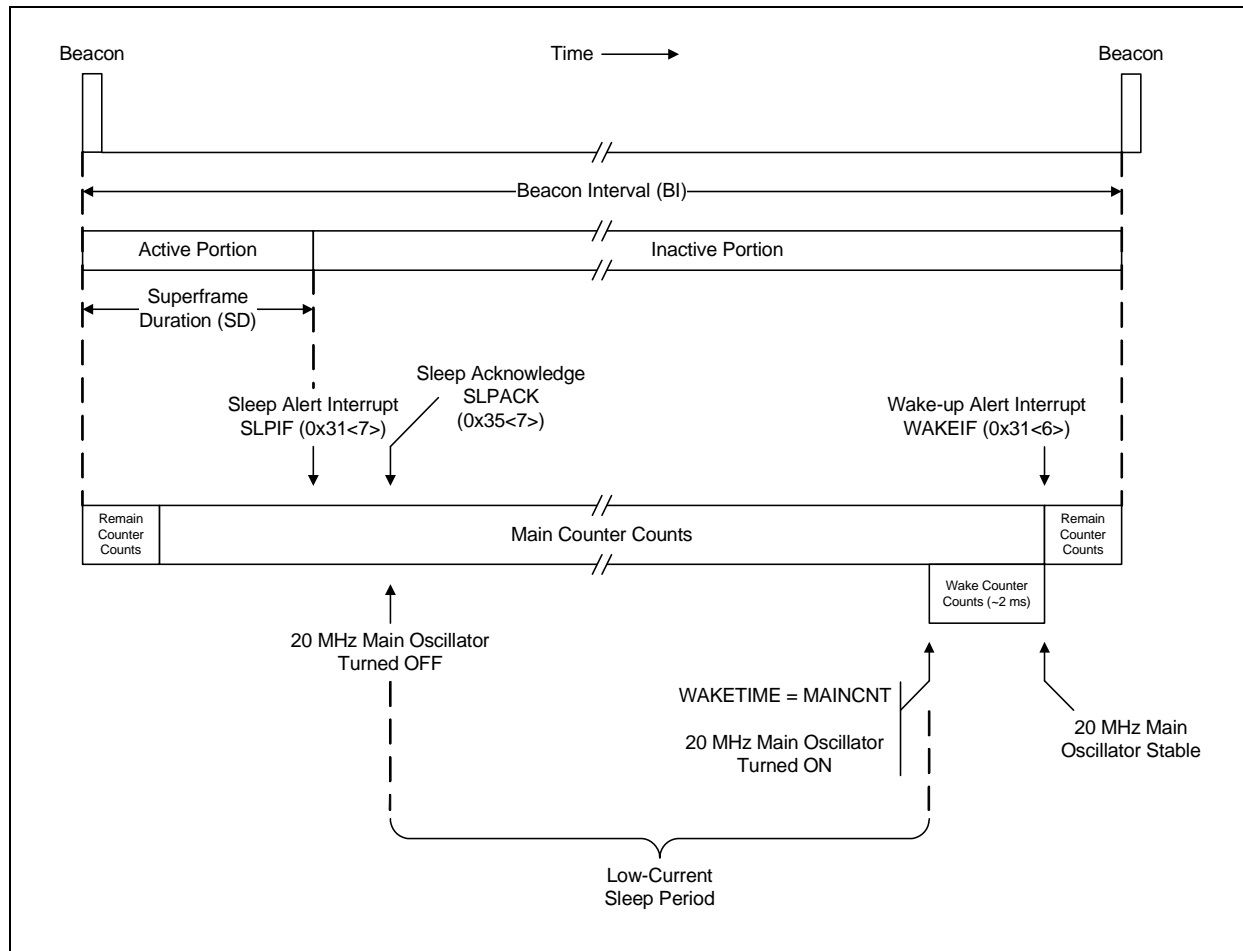 Beacon
Time
Beacon
Beacon Interval (BI)
Active Portion
Inactive Portion
Superframe
Duration (SD)
Sleep Acknowledge
SLPACK
(0x35<7>)
Sleep Alert Interrupt
SLPIF (0x31<7>)
Wake-up Alert Interrupt
WAKEIF (0x31<6>)
Remain
Counter
Counts
Main Counter Counts
Remain
Counter
Counts
Wake Counter
Counts (~2 ms)
20 MHz Main Oscillator
Turned OFF
WAKETIME = MAINCNT
20 MHz Main Oscillator
Turned ON
20 MHz Main
Oscillator Stable
Low-Current
Sleep Period